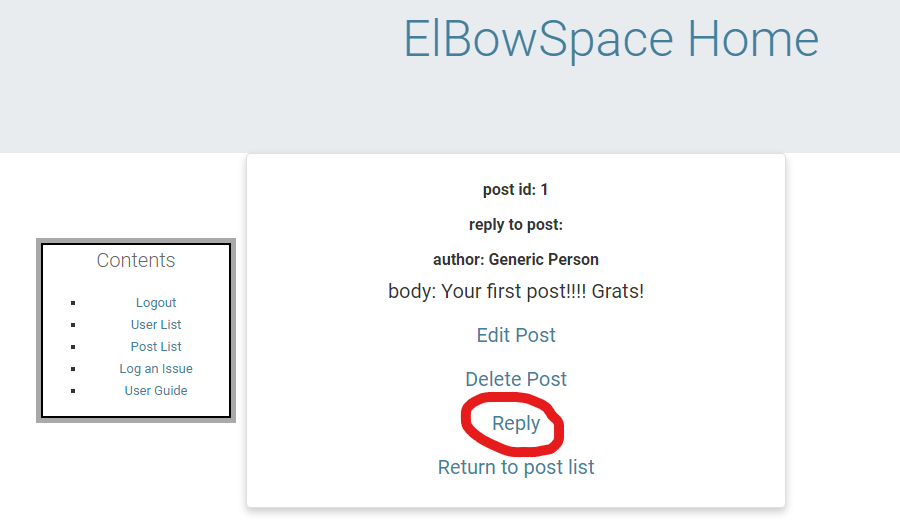 ElBowSpace Home
Contents
Logout
User List
Post List
Log an Issue
User Guide
post id: 1
reply to post:
author: Generic Person
body: Your first post!!!! Grats!
Edit Post
Delete Post
Reply
Return to post list